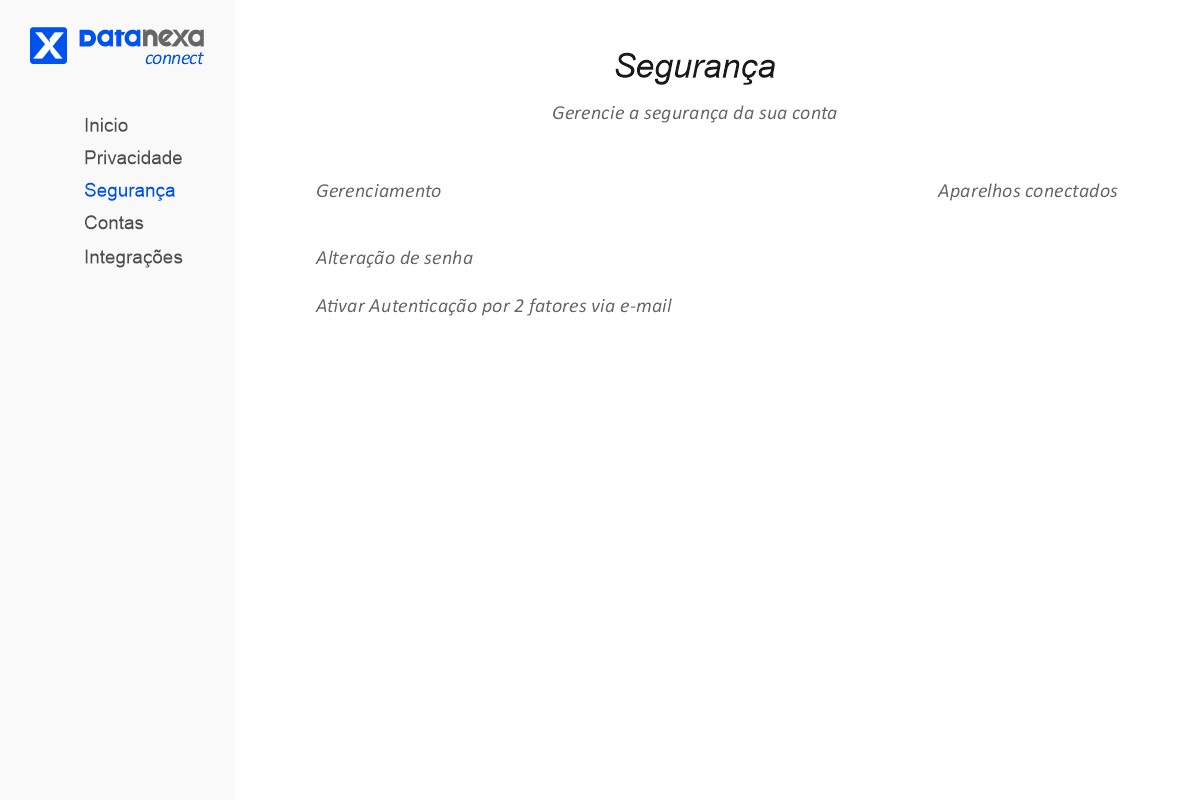 X Datanexa
connect
Inicio
Privacidade
Segurança
Contas
Integrações
Segurança
Gerencie a segurança da sua conta
Gerenciamento
Aparelhos conectados
Alteração de senha
Ativar Autenticação por 2 fatores via e-mail